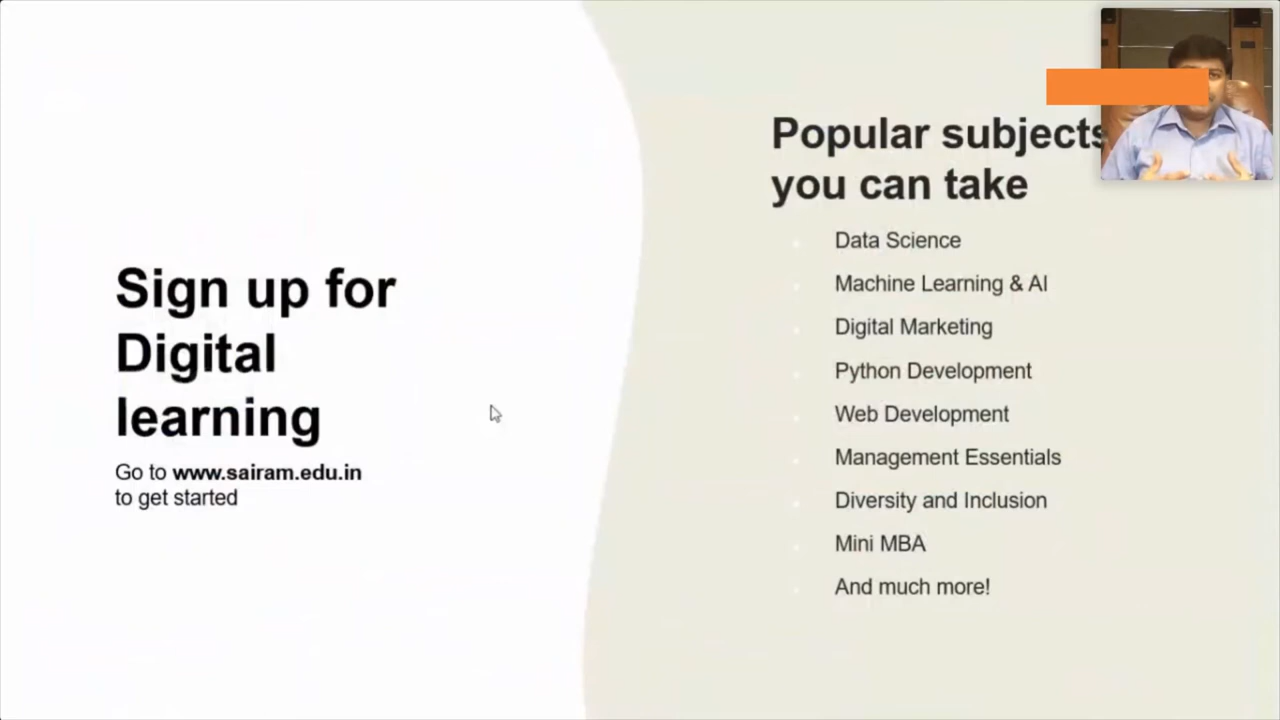 Sign up for
Digital
learning
Go to www.sairam.edu.in
to get started
Popular subjects
you can take
Data Science
Machine Learning & AI
Digital Marketing
Python Development
Web Development
Management Essentials
Diversity and Inclusion
Mini MBA
And much more!